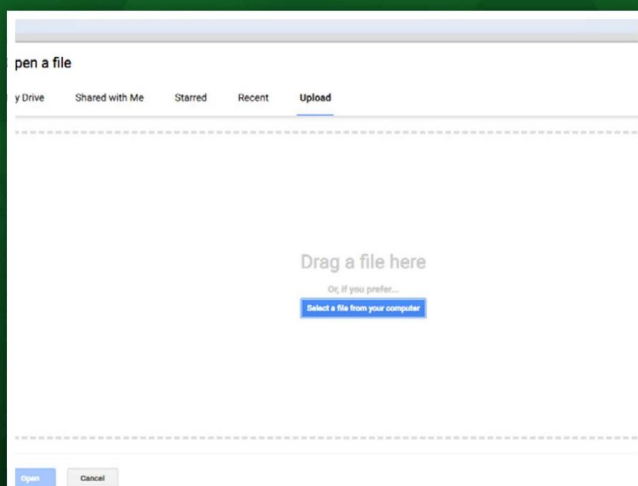 pen a file
y Drive Shared with Me Starred Recent Upload
Drag a file here
Or, if you prefer...
Select a file from your computer
Open Cancel